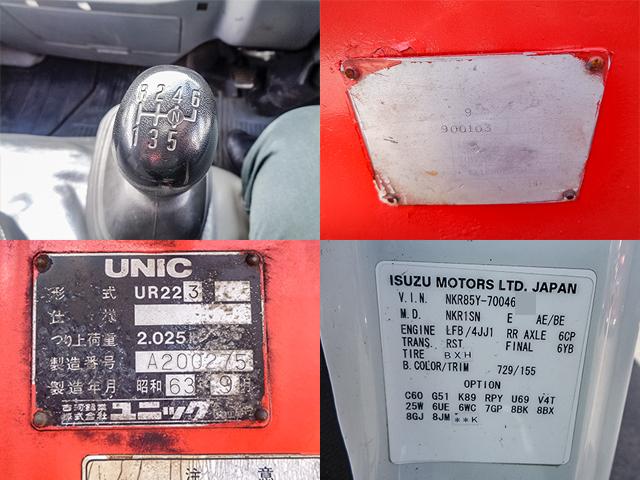 R 2 4 6
N
1 3 5
9
900103
UNIC
形 式 UR223
仕 様
つり上荷重 2.025
製造番号 A200275
製造年月 昭和 63 9 月
株式会社 ユニック
注 意
ISUZU MOTORS LTD. JAPAN
V.I.N. NKR85Y-70046
M.D. NKR1SN E AE/BE
ENGINE LFB/4JJ1 RR AXLE 6CP
TRANS. RST FINAL 6YB
TIRE BXH
B.COLOR/TRIM 729/155
OPTION
C60 G51 K89 RPY U69 V4T
25W 6UE 6WC 7GP 8BK 8BX
8GJ 8JM **K